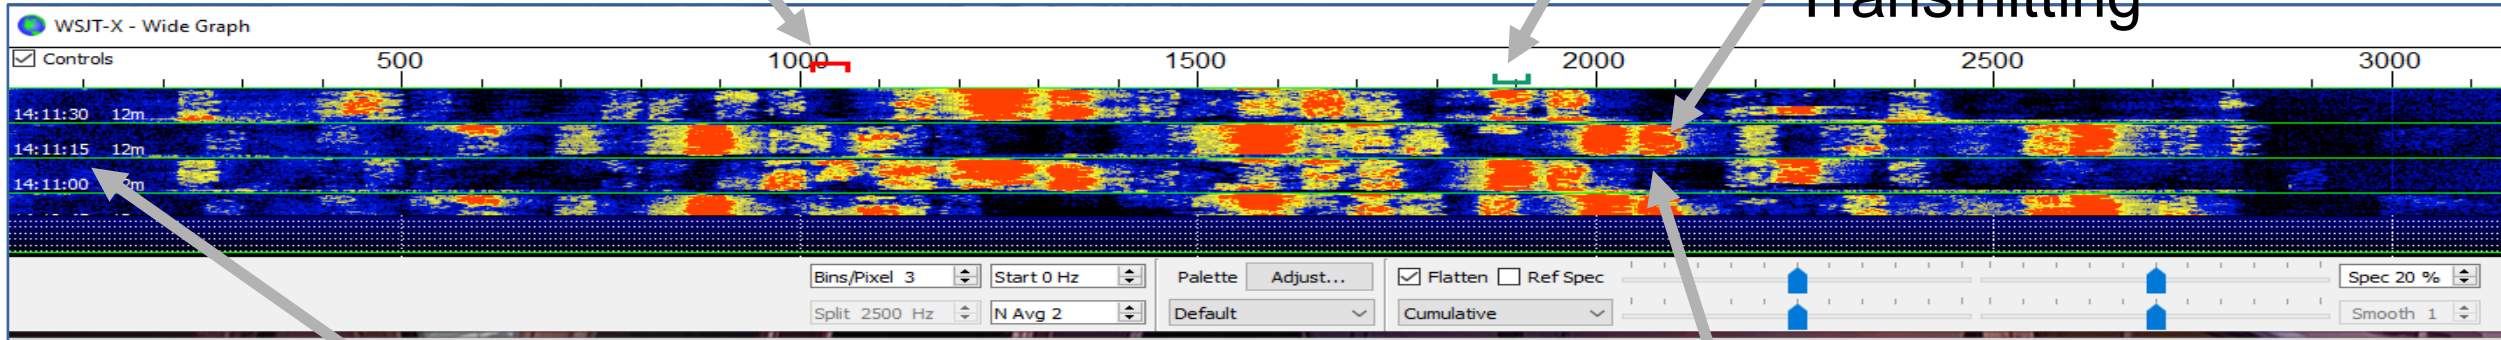 Transmitting
WSJT-X - Wide Graph
Controls 500 1000 1500 2000 2500 3000
14:11:30 12m
14:11:15 12m
14:11:00
Bins/Pixel 3 Start 0 Hz Palette Adjust... Flatten Ref Spec Spec 20 %
Split 2500 Hz N Avg 2 Default Cumulative Smooth 1